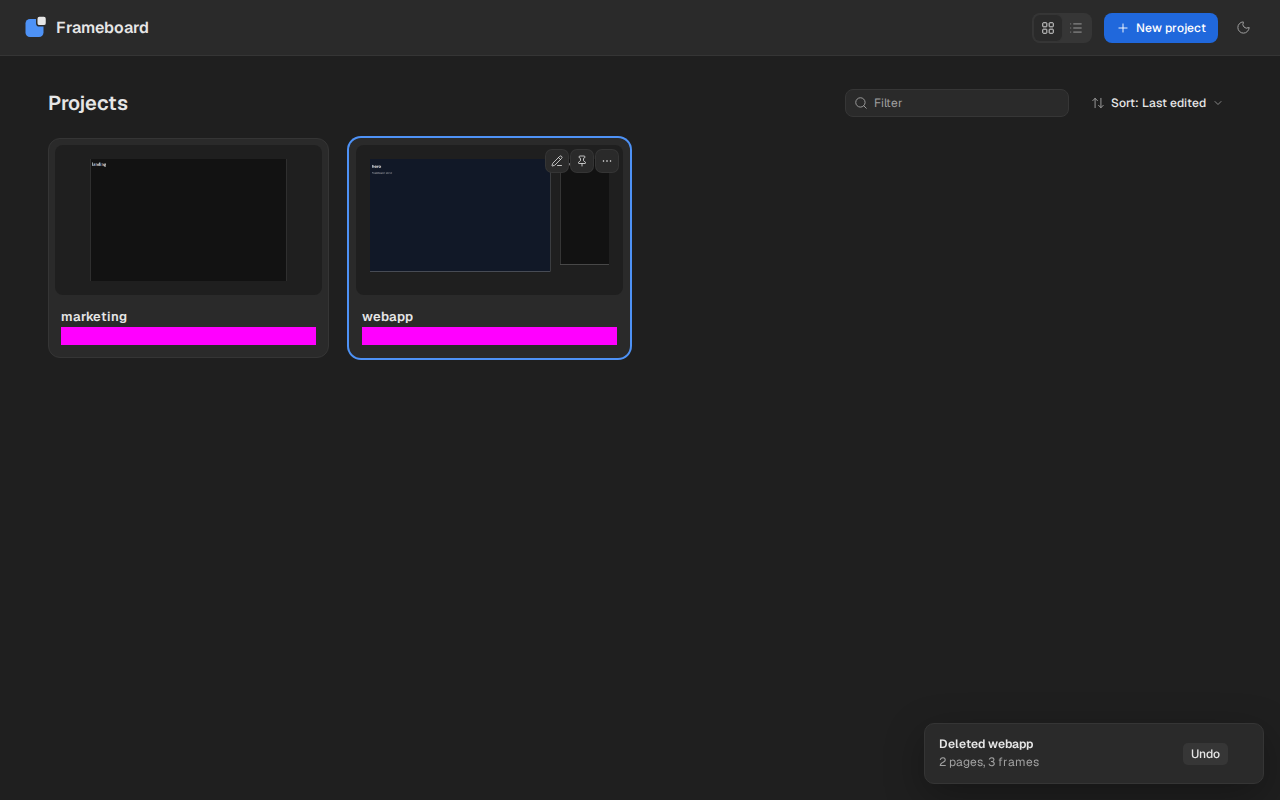 Frameboard
New project
Projects
Filter
Sort: Last edited
landing
hero
marketing
webapp
Deleted webapp
2 pages, 3 frames
Undo